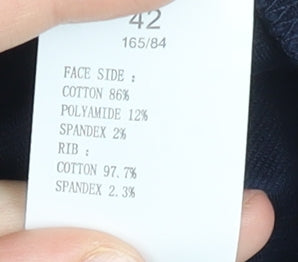 42
165/84
FACE SIDE :
COTTON 86%
POLYAMIDE 12%
SPANDEX 2%
RIB :
COTTON 97.7%
SPANDEX 2.3%